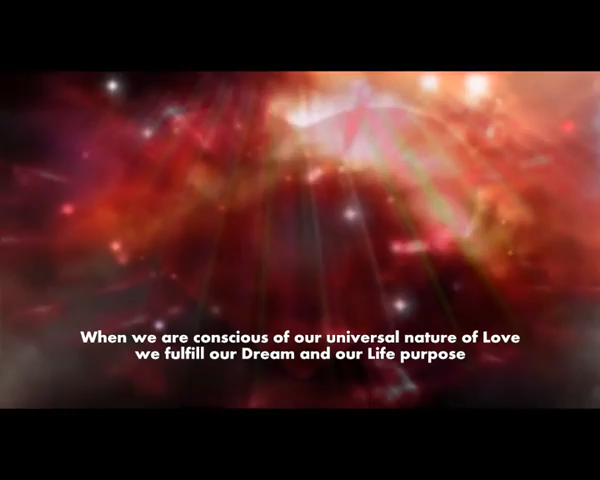 When we are conscious of our universal nature of Love
we fulfill our Dream and our Life purpose